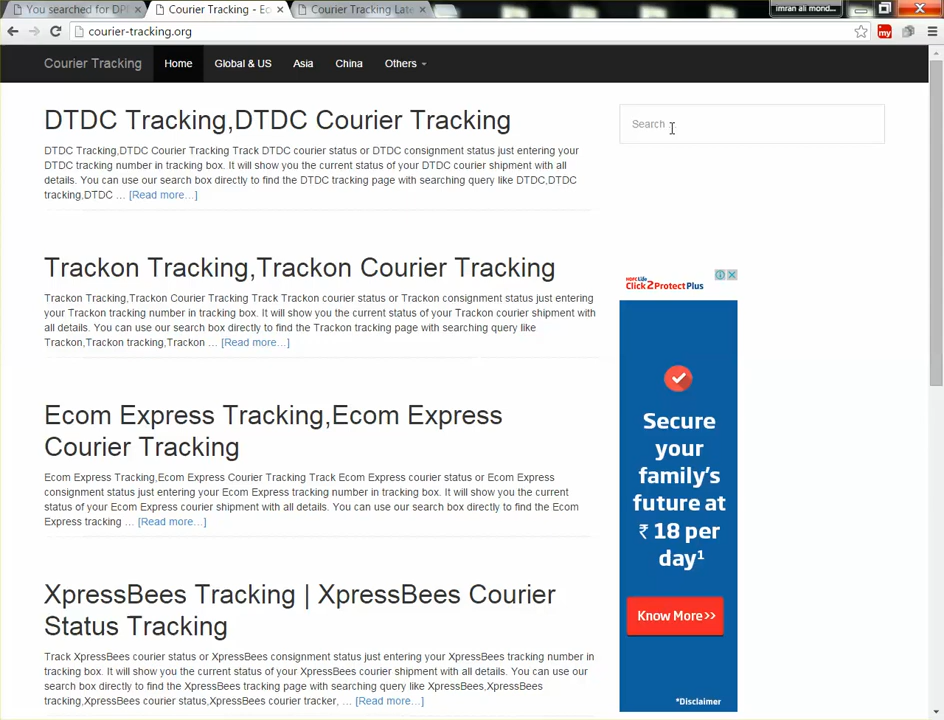 You searched for DPI
Courier Tracking - Eco
Courier Tracking Late
imran ali mond...
courier-tracking.org
my
Courier Tracking
Home
Global & US
Asia
China
Others
DTDC Tracking,DTDC Courier Tracking
DTDC Tracking,DTDC Courier Tracking Track DTDC courier status or DTDC consignment status just entering your
DTDC tracking number in tracking box. It will show you the current status of your DTDC courier shipment with all
details. You can use our search box directly to find the DTDC tracking page with searching query like DTDC,DTDC
tracking,DTDC ... [Read more...]
Search
Trackon Tracking,Trackon Courier Tracking
Trackon Tracking,Trackon Courier Tracking Track Trackon courier status or Trackon consignment status just entering
your Trackon tracking number in tracking box. It will show you the current status of your Trackon courier shipment with
all details. You can use our search box directly to find the Trackon tracking page with searching query like
Trackon,Trackon tracking,Trackon ... [Read more...]
Ecom Express Tracking,Ecom Express
Courier Tracking
Ecom Express Tracking,Ecom Express Courier Tracking Track Ecom Express courier status or Ecom Express
consignment status just entering your Ecom Express tracking number in tracking box. It will show you the current
status of your Ecom Express courier shipment with all details. You can use our search box directly to find the Ecom
Express tracking ... [Read more...]
XpressBees Tracking | XpressBees Courier
Status Tracking
Track XpressBees courier status or XpressBees consignment status just entering your XpressBees tracking number in
tracking box. It will show you the current status of your XpressBees courier shipment with all details. You can use our
search box directly to find the XpressBees tracking page with searching query like XpressBees,XpressBees
tracking,XpressBees courier status,XpressBees courier tracker, ... [Read more...]
HDFC Life
Click2Protect Plus
Secure
your
family's
future at
₹ 18 per
day¹
Know More>>
*Disclaimer